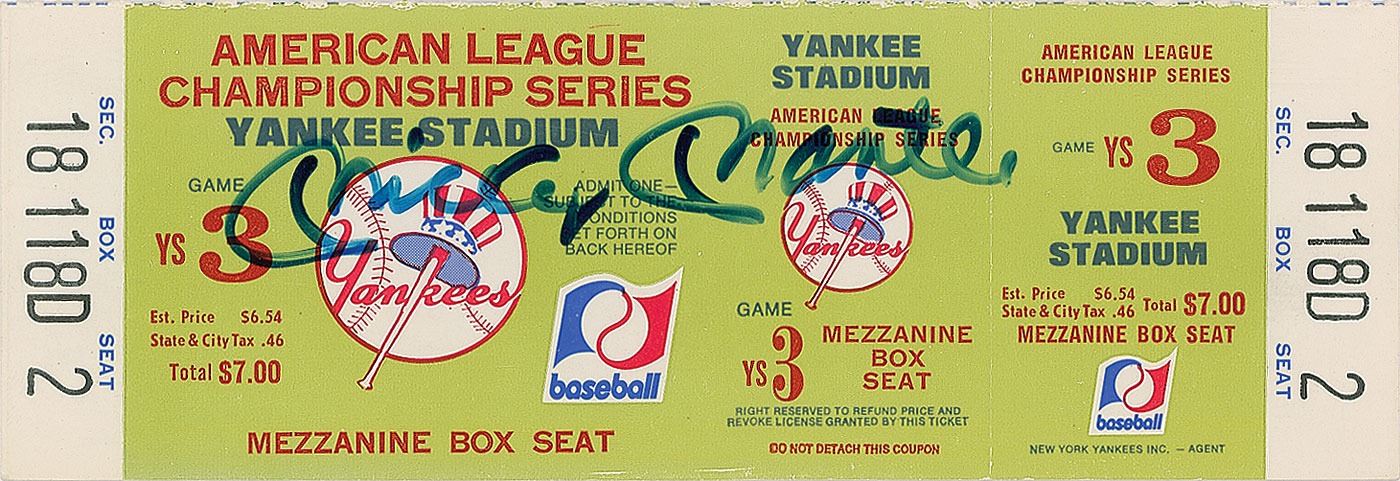 SEC. BOX SEAT
18 118D 2
AMERICAN LEAGUE
CHAMPIONSHIP SERIES
YANKEE STADIUM
GAME
YS 3
Est. Price $6.54
State & City Tax .46
Total $7.00
Yankees
ADMIT ONE—
SUBJECT TO THE
CONDITIONS
SET FORTH ON
BACK HEREOF
baseball
MEZZANINE BOX SEAT
Mickey Mantle
YANKEE
STADIUM
AMERICAN LEAGUE
CHAMPIONSHIP SERIES
Yankees
GAME
YS 3
MEZZANINE
BOX
SEAT
RIGHT RESERVED TO REFUND PRICE AND
REVOKE LICENSE GRANTED BY THIS TICKET
DO NOT DETACH THIS COUPON
AMERICAN LEAGUE
CHAMPIONSHIP SERIES
GAME YS 3
YANKEE
STADIUM
Est. Price $6.54
State & City Tax .46
Total $7.00
MEZZANINE BOX SEAT
baseball
NEW YORK YANKEES INC. — AGENT
SEC. BOX SEAT
18 118D 2